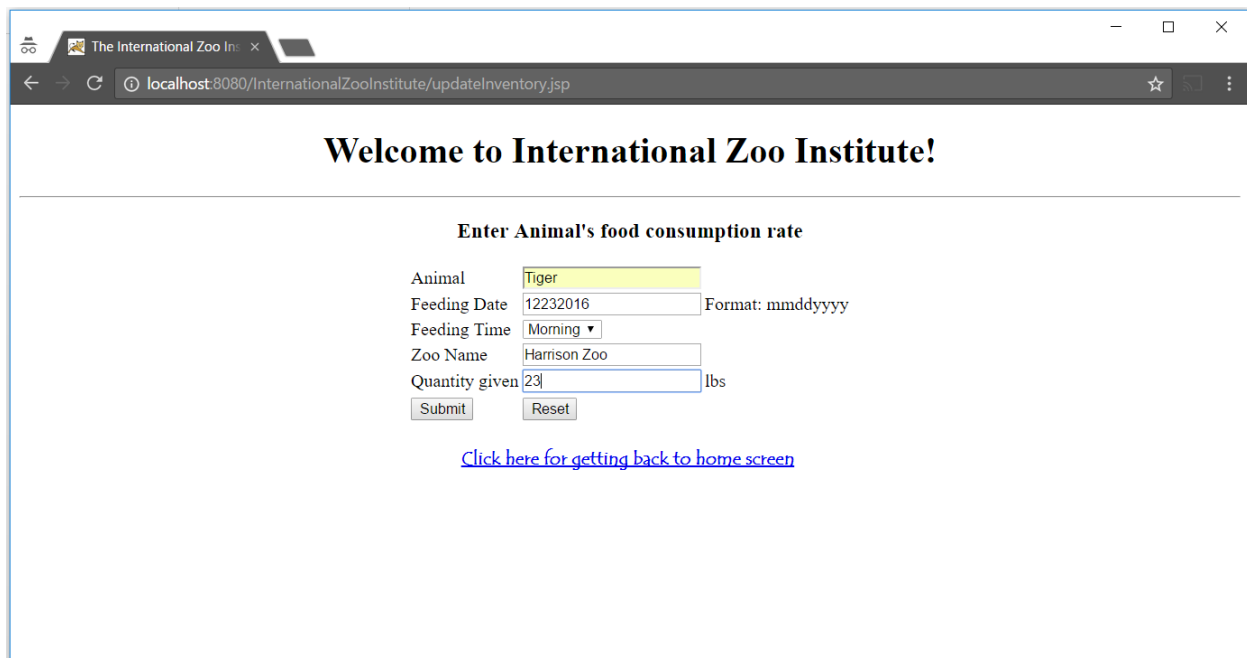 The International Zoo Ins
localhost:8080/InternationalZooInstitute/updateInventory.jsp
Welcome to International Zoo Institute!
Enter Animal's food consumption rate
Animal Tiger
Feeding Date 12232016 Format: mmddyyyy
Feeding Time Morning
Zoo Name Harrison Zoo
Quantity given 23 lbs
Submit Reset
Click here for getting back to home screen